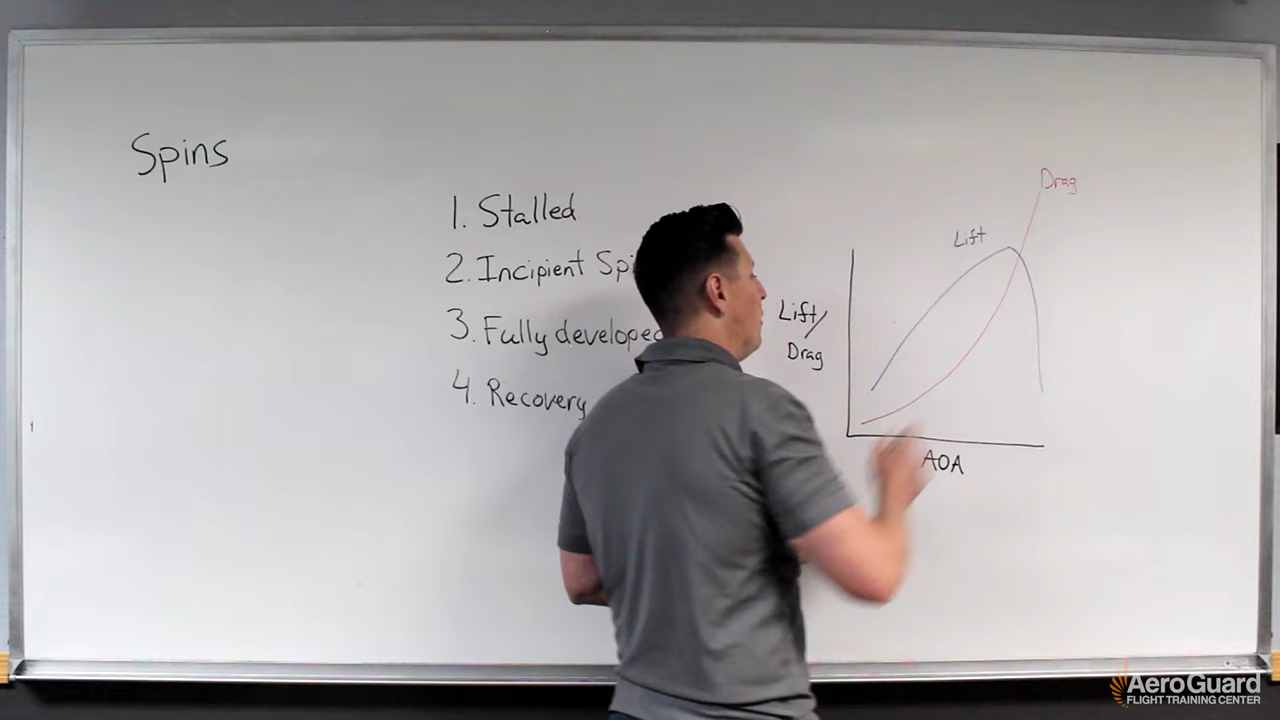 Spins
1. Stalled
2. Incipient
3. Fully developed
4. Recovery
Drag
Lift
Lift/
Drag
AOA
AeroGuard
FLIGHT TRAINING CENTER